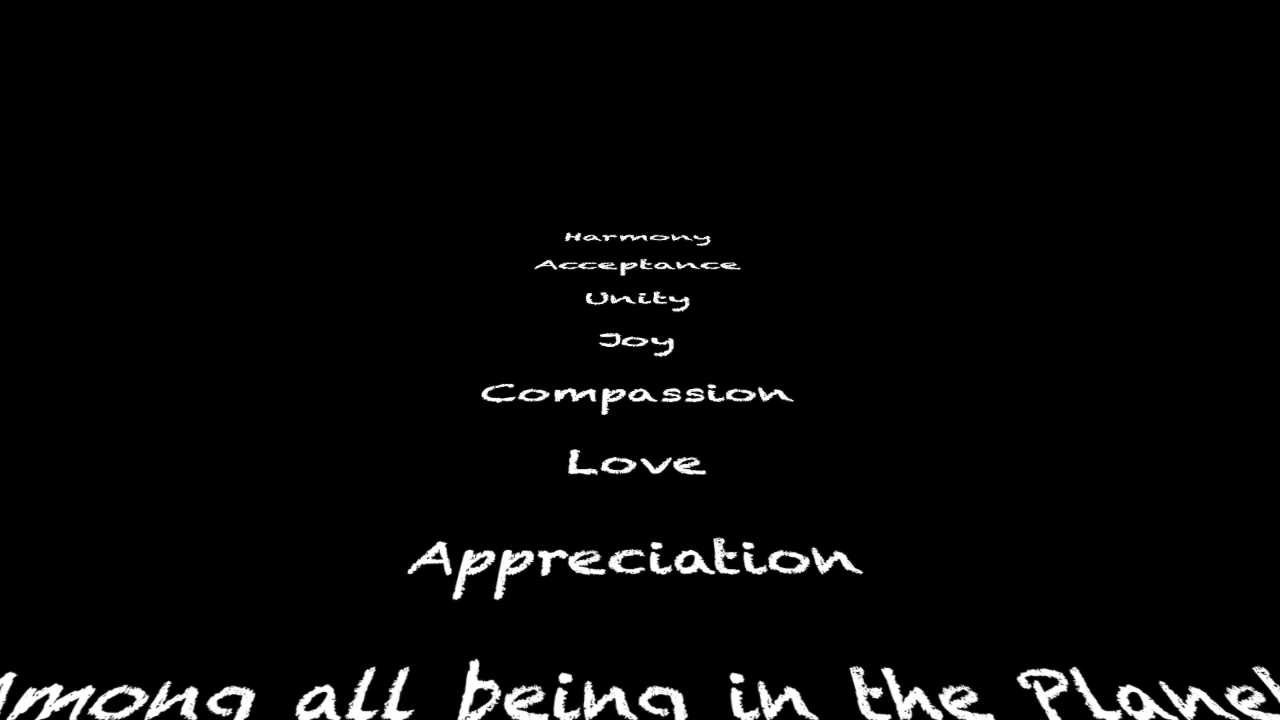 Harmony
Acceptance
Unity
Joy
Compassion
Love
Appreciation
Among all being in the Planet